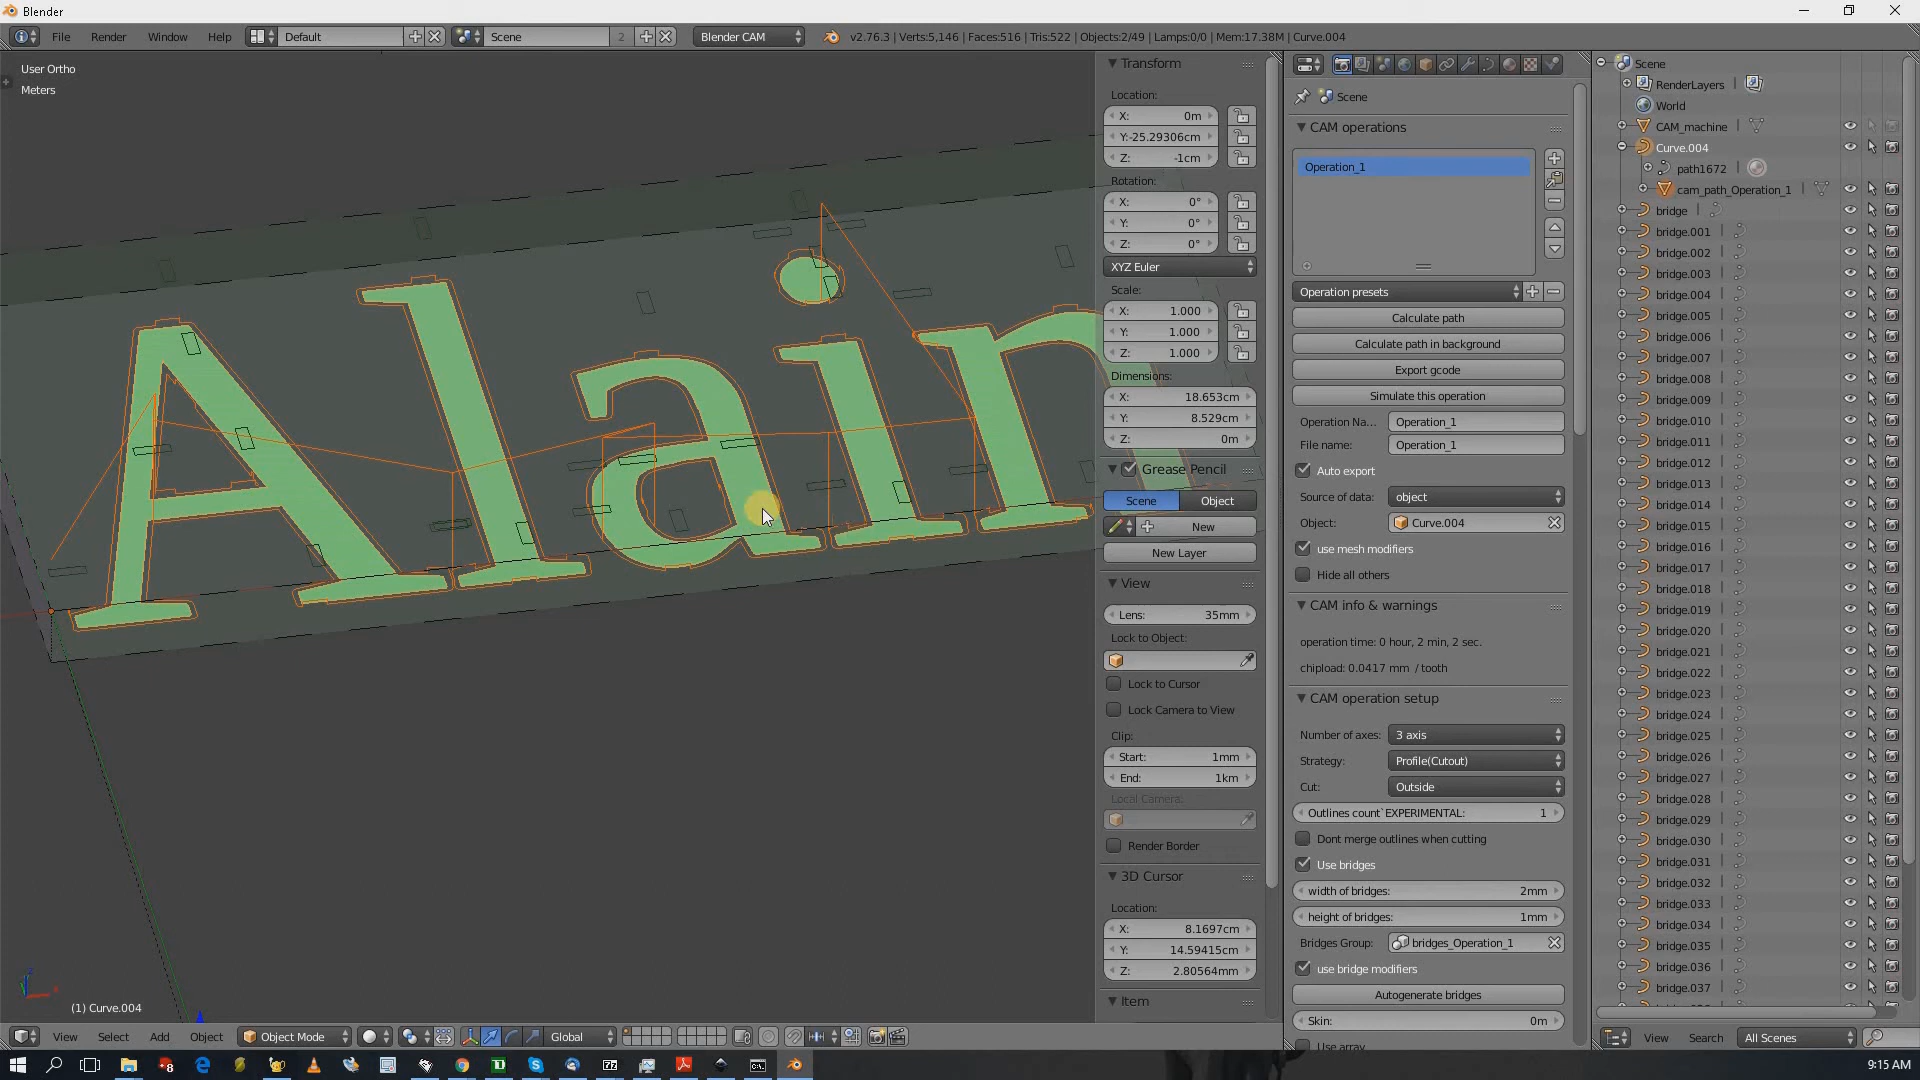 Blender
File Render Window Help Default Scene 2 Blender CAM v2.76.3 | Verts:5,146 | Faces:516 | Tris:522 | Objects:2/49 | Lamps:0/0 | Mem:17.38M | Curve.004
User Ortho
Meters
Alain
(1) Curve.004
View Select Add Object Object Mode Global
Transform
Location:
X: 0m
Y:-25.29306cm
Z: -1cm
Rotation:
X: 0°
Y: 0°
Z: 0°
XYZ Euler
Scale:
X: 1.000
Y: 1.000
Z: 1.000
Dimensions:
X: 18.653cm
Y: 8.529cm
Z: 0m
Grease Pencil
Scene Object
New
New Layer
View
Lens: 35mm
Lock to Object:
Lock to Cursor
Lock Camera to View
Clip:
Start: 1mm
End: 1km
Local Camera:
Render Border
3D Cursor
Location:
X: 8.1697cm
Y: 14.59415cm
Z: 2.80564mm
Item
Scene
CAM operations
Operation_1
Operation presets
Calculate path
Calculate path in background
Export gcode
Simulate this operation
Operation Na... Operation_1
File name: Operation_1
Auto export
Source of data: object
Object: Curve.004
use mesh modifiers
Hide all others
CAM info & warnings
operation time: 0 hour, 2 min, 2 sec.
chipload: 0.0417 mm / tooth
CAM operation setup
Number of axes: 3 axis
Strategy: Profile(Cutout)
Cut: Outside
Outlines count`EXPERIMENTAL: 1
Dont merge outlines when cutting
Use bridges
width of bridges: 2mm
height of bridges: 1mm
Bridges Group: bridges_Operation_1
use bridge modifiers
Autogenerate bridges
Skin: 0m
Use array
Scene
RenderLayers
World
CAM_machine
Curve.004
path1672
cam_path_Operation_1
bridge
bridge.001
bridge.002
bridge.003
bridge.004
bridge.005
bridge.006
bridge.007
bridge.008
bridge.009
bridge.010
bridge.011
bridge.012
bridge.013
bridge.014
bridge.015
bridge.016
bridge.017
bridge.018
bridge.019
bridge.020
bridge.021
bridge.022
bridge.023
bridge.024
bridge.025
bridge.026
bridge.027
bridge.028
bridge.029
bridge.030
bridge.031
bridge.032
bridge.033
bridge.034
bridge.035
bridge.036
bridge.037
View Search All Scenes
9:15 AM